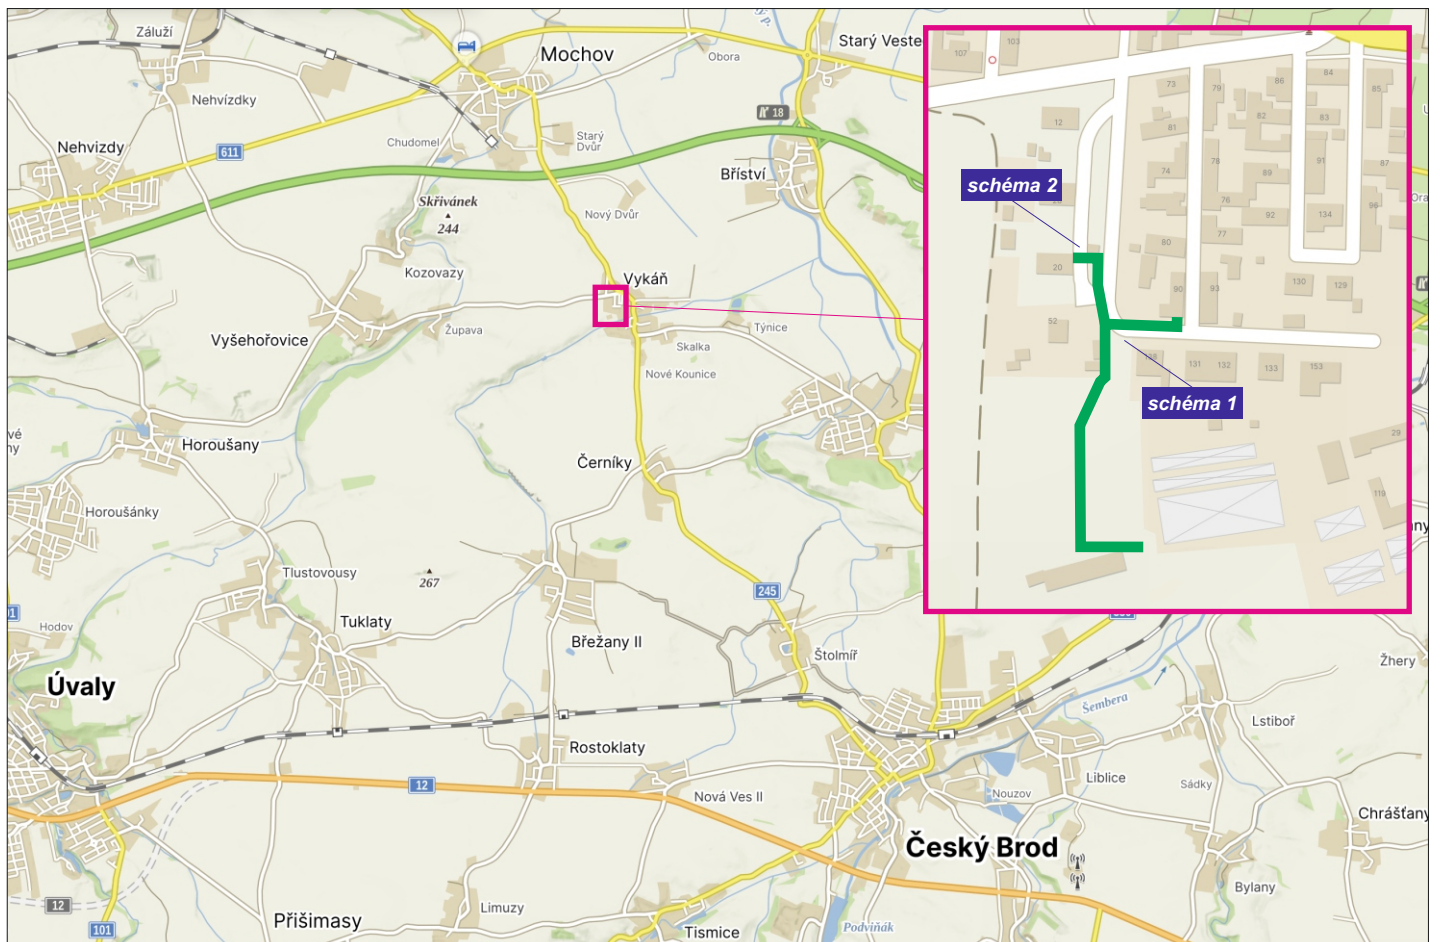 Záluží
Mochov
Obora
Starý Veste
Nehvízdky
18
Chudomel
Starý
Dvůr
Nehvizdy
611
Bříství
Skřivánek
244
Nový Dvůr
Kozovazy
Vykáň
Vyšehořovice
Župava
Týnice
Skalka
Nové Kounice
Horoušany
Černíky
Horoušánky
Tlustovousy
267
245
Hodov
Tuklaty
Břežany II
Štolmíř
Žhery
Úvaly
Šembera
Lstiboř
Rostoklaty
12
Nová Ves II
Nouzov
Liblice
Sádky
Chrášťany
Český Brod
12
101
Přišimasy
Limuzy
Tismice
Podviňák
Bylany
107
103
73
79
86
84
85
12
81
82
83
74
78
89
91
87
76
92
134
98
80
77
20
90
93
130
129
52
131
132
133
153
29
119
schéma 2
schéma 1